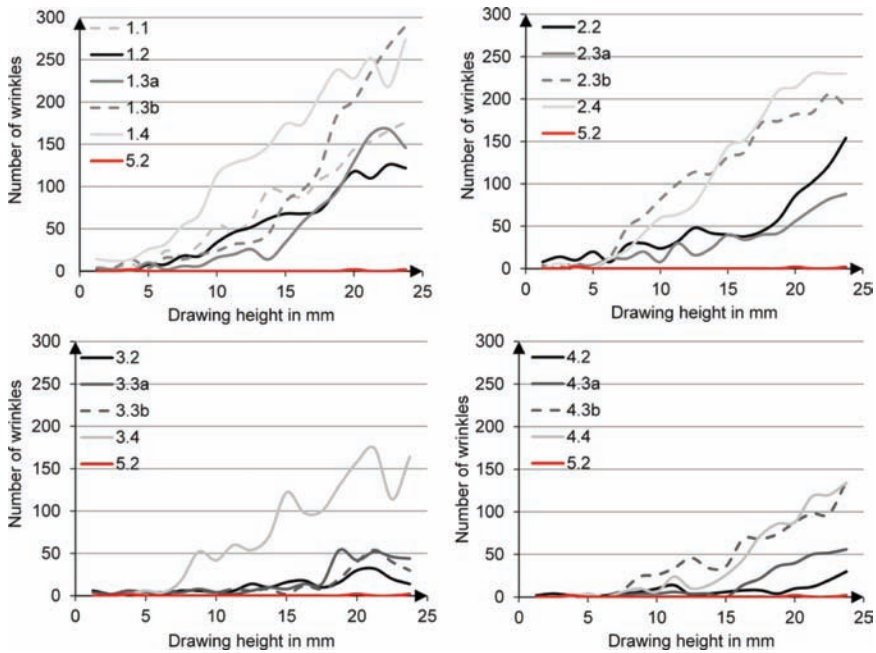 Number of wrinkles
300
250
200
150
100
50
0
1.1
1.2
1.3a
1.3b
1.4
5.2
0 5 10 15 20 25
Drawing height in mm
Number of wrinkles
300
250
200
150
100
50
0
2.2
2.3a
2.3b
2.4
5.2
0 5 10 15 20 25
Drawing height in mm
Number of wrinkles
300
250
200
150
100
50
0
3.2
3.3a
3.3b
3.4
5.2
0 5 10 15 20 25
Drawing height in mm
Number of wrinkles
300
250
200
150
100
50
0
4.2
4.3a
4.3b
4.4
5.2
0 5 10 15 20 25
Drawing height in mm